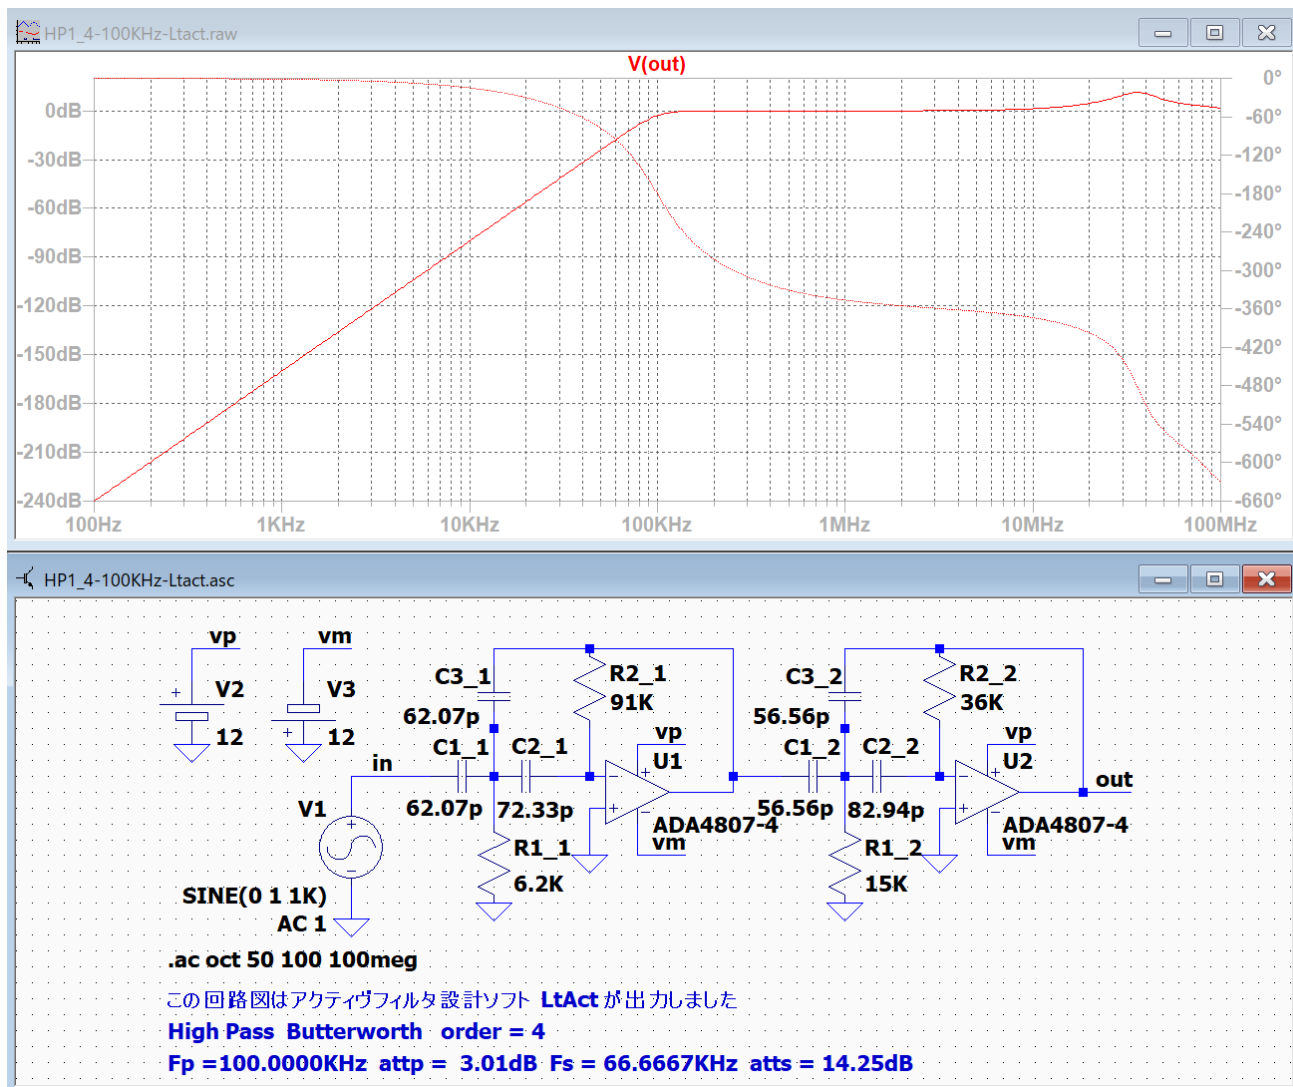 HP1_4-100KHz-Ltact.raw
V(out)
0dB
-30dB
-60dB
-90dB
-120dB
-150dB
-180dB
-210dB
-240dB
0°
-60°
-120°
-180°
-240°
-300°
-360°
-420°
-480°
-540°
-600°
-660°
100Hz 1KHz 10KHz 100KHz 1MHz 10MHz 100MHz
HP1_4-100KHz-Ltact.asc
vp vm
V2 V3
12 12
in
V1
SINE(0 1 1K)
AC 1
C3_1
62.07p
R2_1
91K
C1_1 C2_1
62.07p 72.33p
vp
U1
ADA4807-4
vm
R1_1
6.2K
C3_2
56.56p
R2_2
36K
C1_2 C2_2
56.56p 82.94p
vp
U2
ADA4807-4
vm
R1_2
15K
out
.ac oct 50 100 100meg
この回路図はアクティヴフィルタ設計ソフト LtAct が出力しました
High Pass Butterworth order = 4
Fp =100.0000KHz attp = 3.01dB Fs = 66.6667KHz atts = 14.25dB